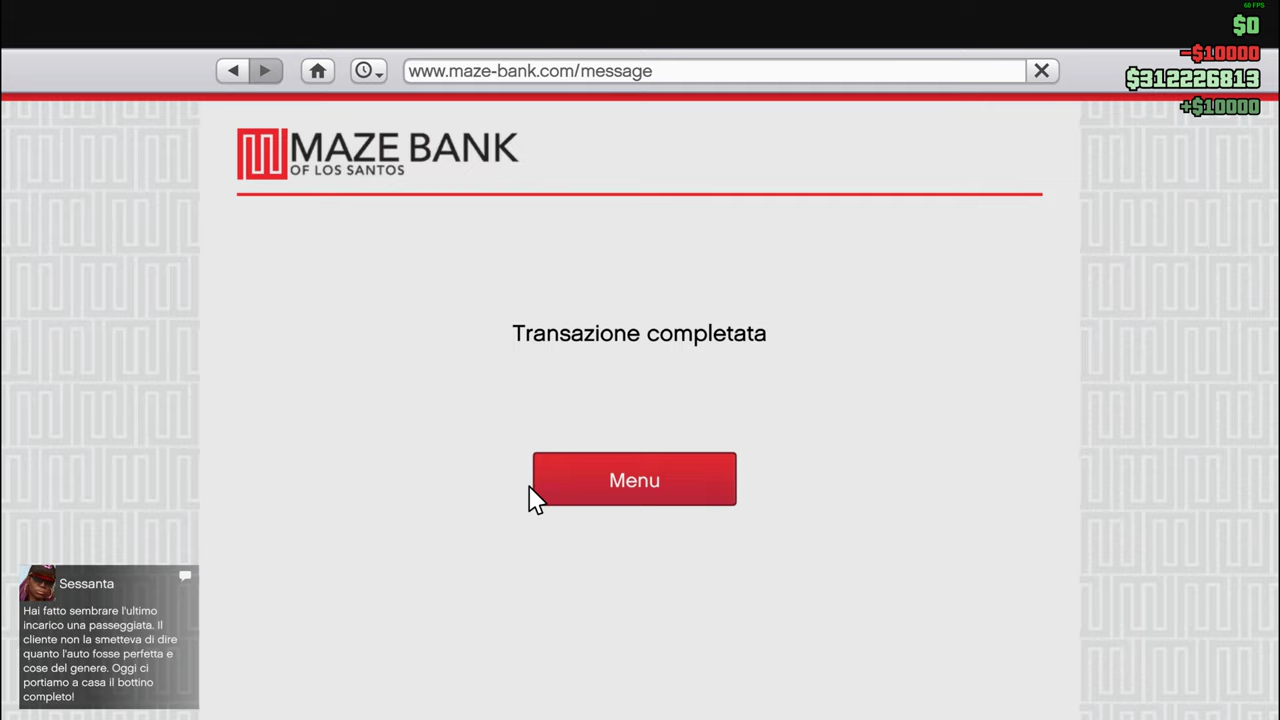 60 FPS
$0
-$10000
$312226813
+$10000
www.maze-bank.com/message
MAZE BANK
OF LOS SANTOS
Transazione completata
Menu
Sessanta
Hai fatto sembrare l'ultimo
incarico una passeggiata. Il
cliente non la smetteva di dire
quanto l'auto fosse perfetta e
cose del genere. Oggi ci
portiamo a casa il bottino
completo!